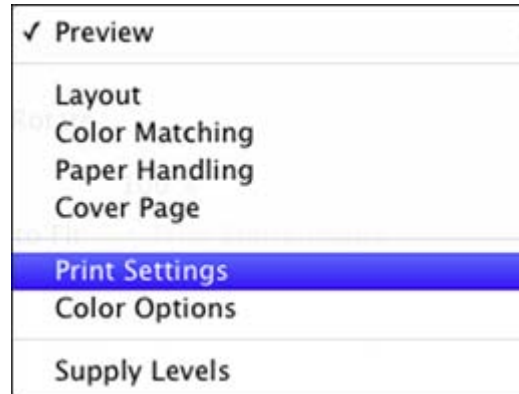 ✓ Preview
Layout
Color Matching
Paper Handling
Cover Page
Print Settings
Color Options
Supply Levels